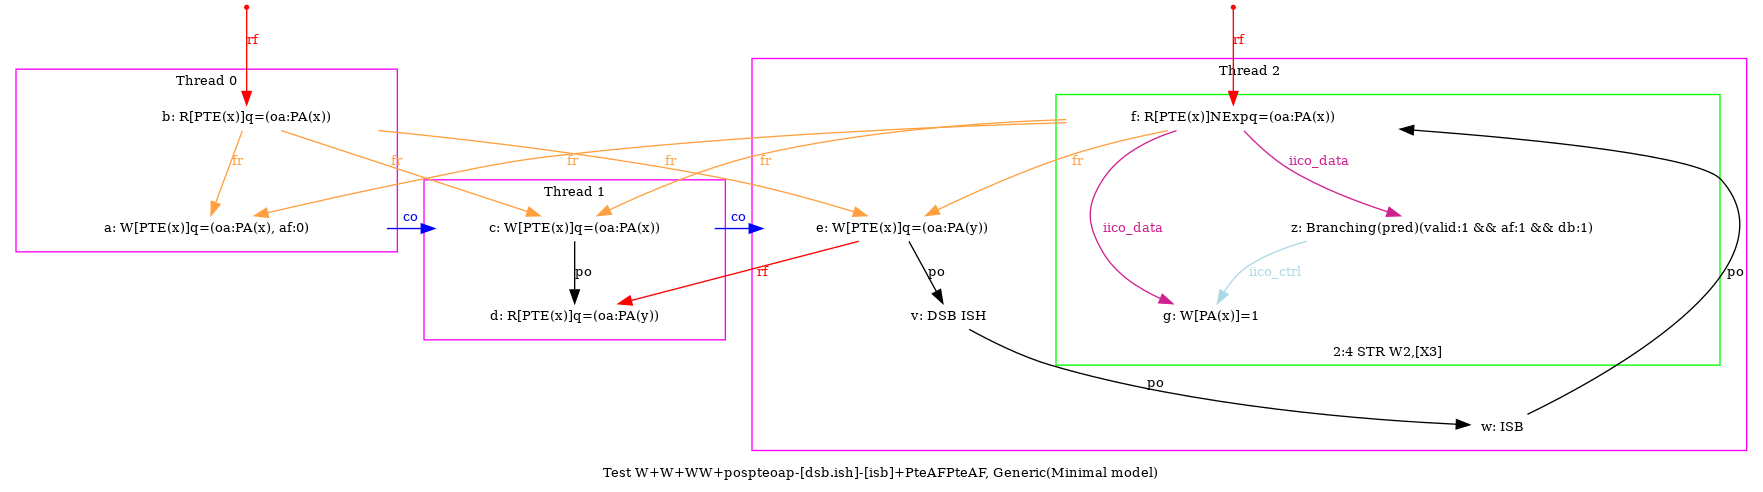 rf
rf
Thread 2
Thread 0
b: R[PTE(x)]q=(oa:PA(x))
f: R[PTE(x)]NExpq=(oa:PA(x))
fr
fr
fr
fr
fr
fr
iico_data
Thread 1
co
co
a: W[PTE(x)]q=(oa:PA(x), af:0)
c: W[PTE(x)]q=(oa:PA(x))
e: W[PTE(x)]q=(oa:PA(y))
iico_data
z: Branching(pred)(valid:1 && af:1 && db:1)
po
rf
po
iico_ctrl
po
d: R[PTE(x)]q=(oa:PA(y))
v: DSB ISH
g: W[PA(x)]=1
2:4 STR W2,[X3]
po
w: ISB
Test W+W+WW+pospteoap-[dsb.ish]-[isb]+PteAFPteAF, Generic(Minimal model)